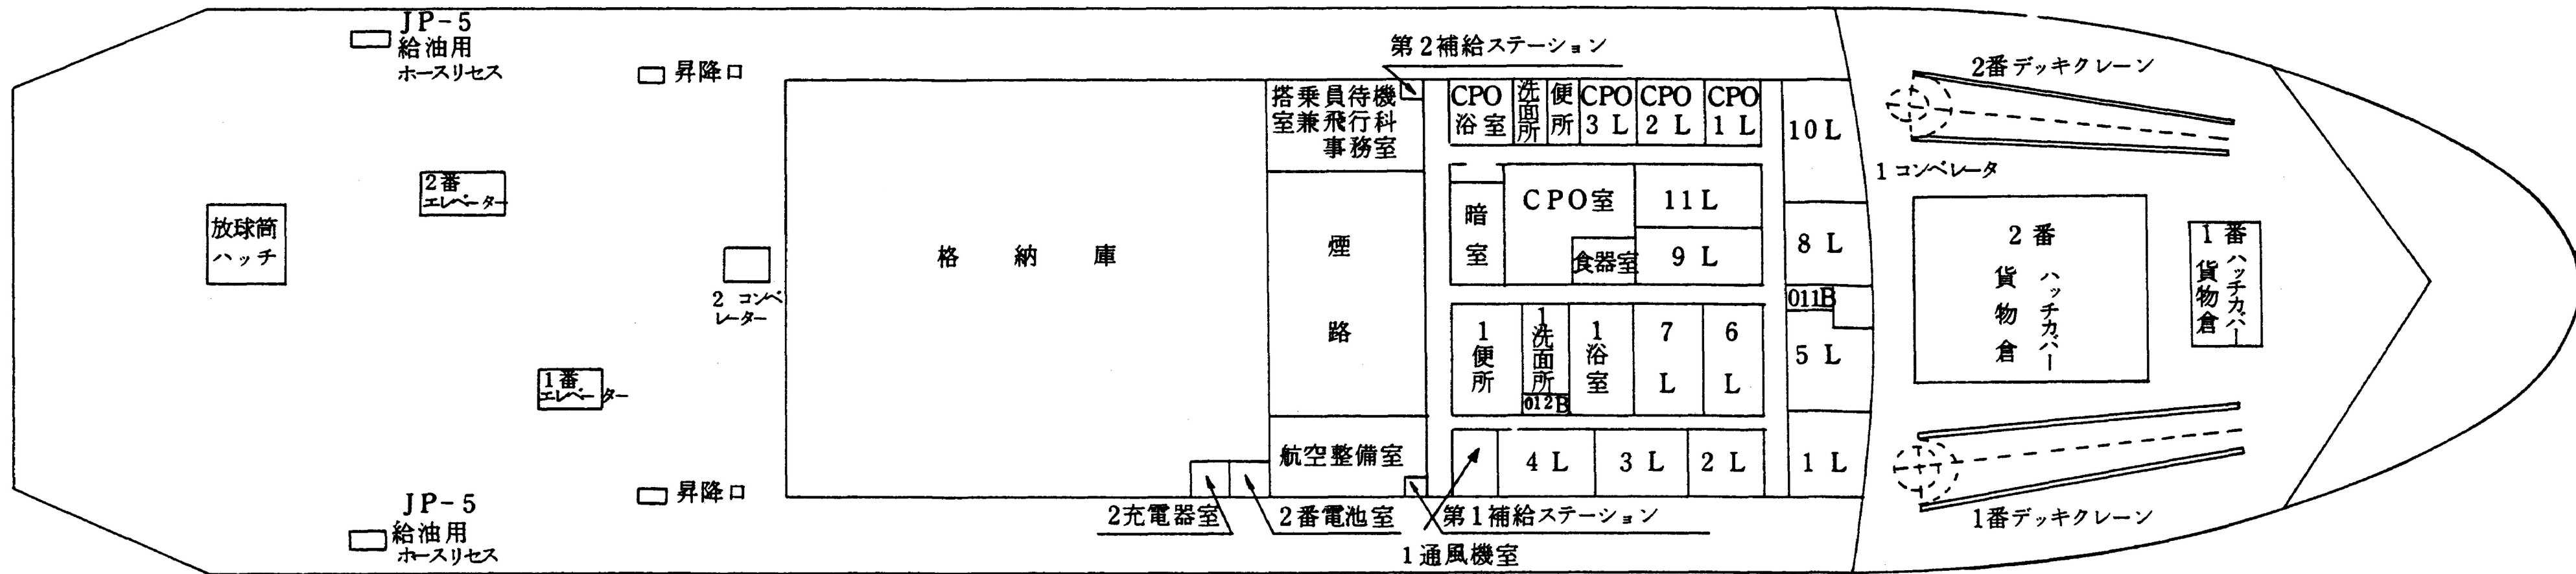 JP-5
給油用
ホースリセス
昇降口
2番
エレベーター
放球筒
ハッチ
2 コンベ
レーター
1番
エレベーター
昇降口
JP-5
給油用
ホースリセス
格納庫
搭乗員待機
室兼飛行科
事務室
第2補給ステーション
煙路
航空整備室
2充電器室
2番電池室
第1補給ステーション
1通風機室
CPO
浴室
洗面所
便所
CPO
3 L
CPO
2 L
CPO
1 L
暗室
CPO室
食器室
11 L
9 L
1便所
1洗面所
012B
1浴室
7 L
6 L
4 L
3 L
2 L
10 L
8 L
011B
5 L
1 L
2番デッキクレーン
1 コンベレータ
2番
貨物倉
ハッチカバー
1番
貨物倉
ハッチカバー
1番デッキクレーン